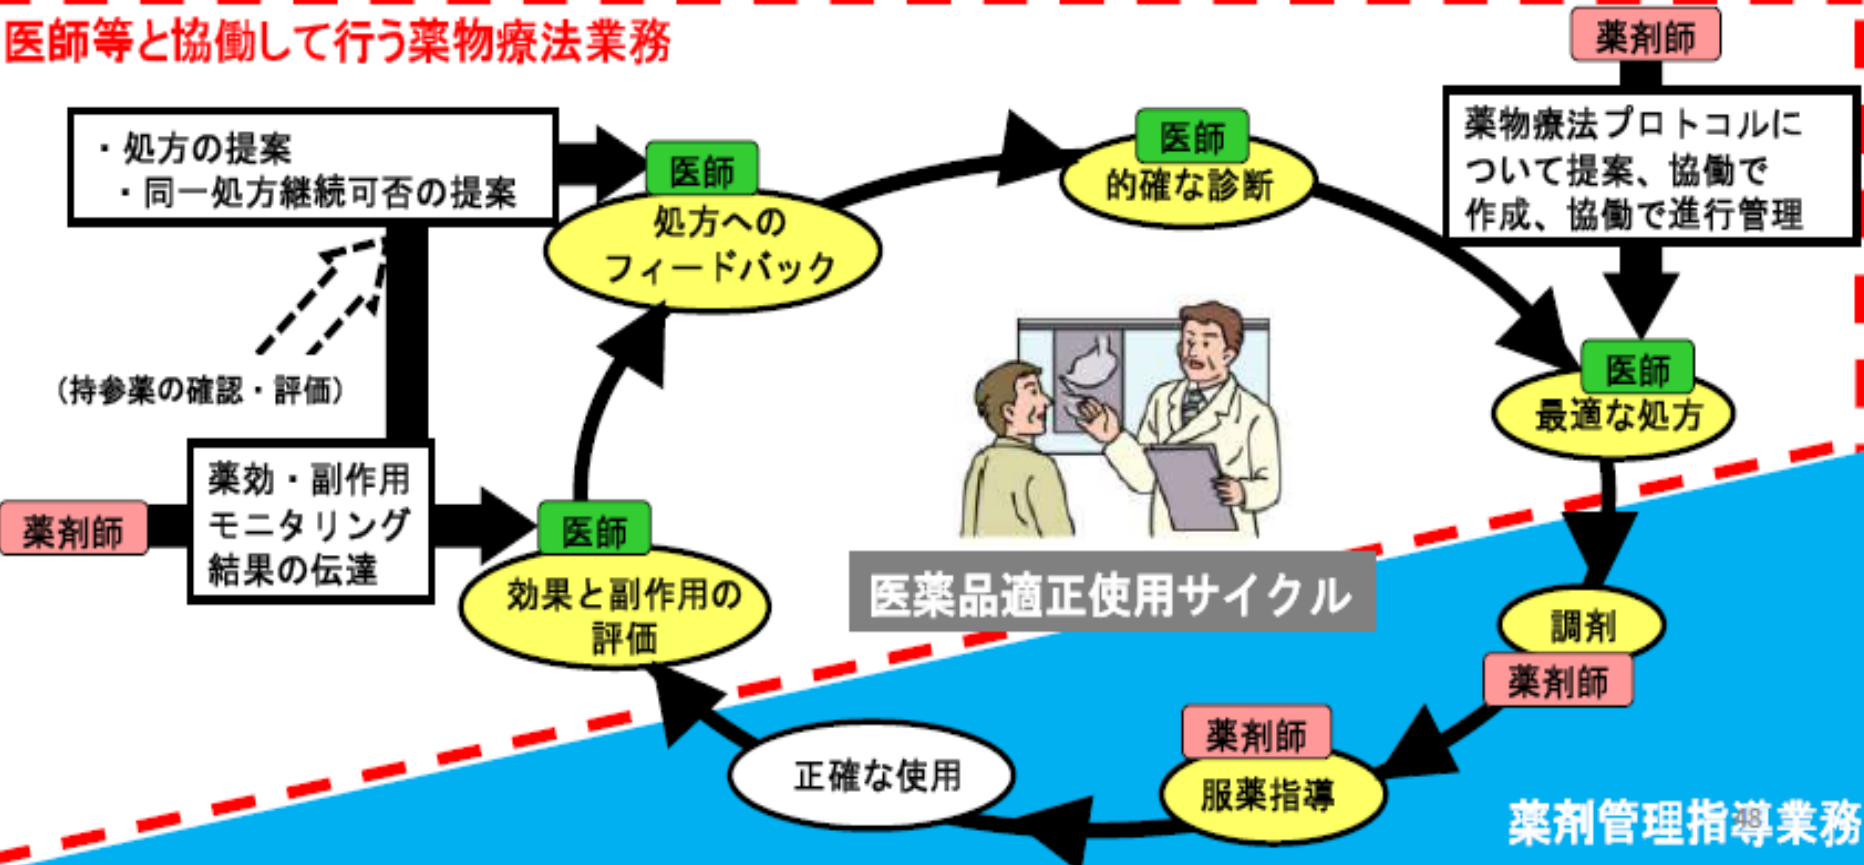 医師等と協働して行う薬物療法業務
薬剤師
薬物療法プロトコルに
ついて提案、協働で
作成、協働で進行管理
・処方の提案
・同一処方継続可否の提案
医師
処方への
フィードバック
医師
的確な診断
医師
最適な処方
(持参薬の確認・評価)
薬剤師
薬効・副作用
モニタリング
結果の伝達
医師
効果と副作用の
評価
医薬品適正使用サイクル
調剤
薬剤師
薬剤師
服薬指導
正確な使用
薬剤管理指導業務
48